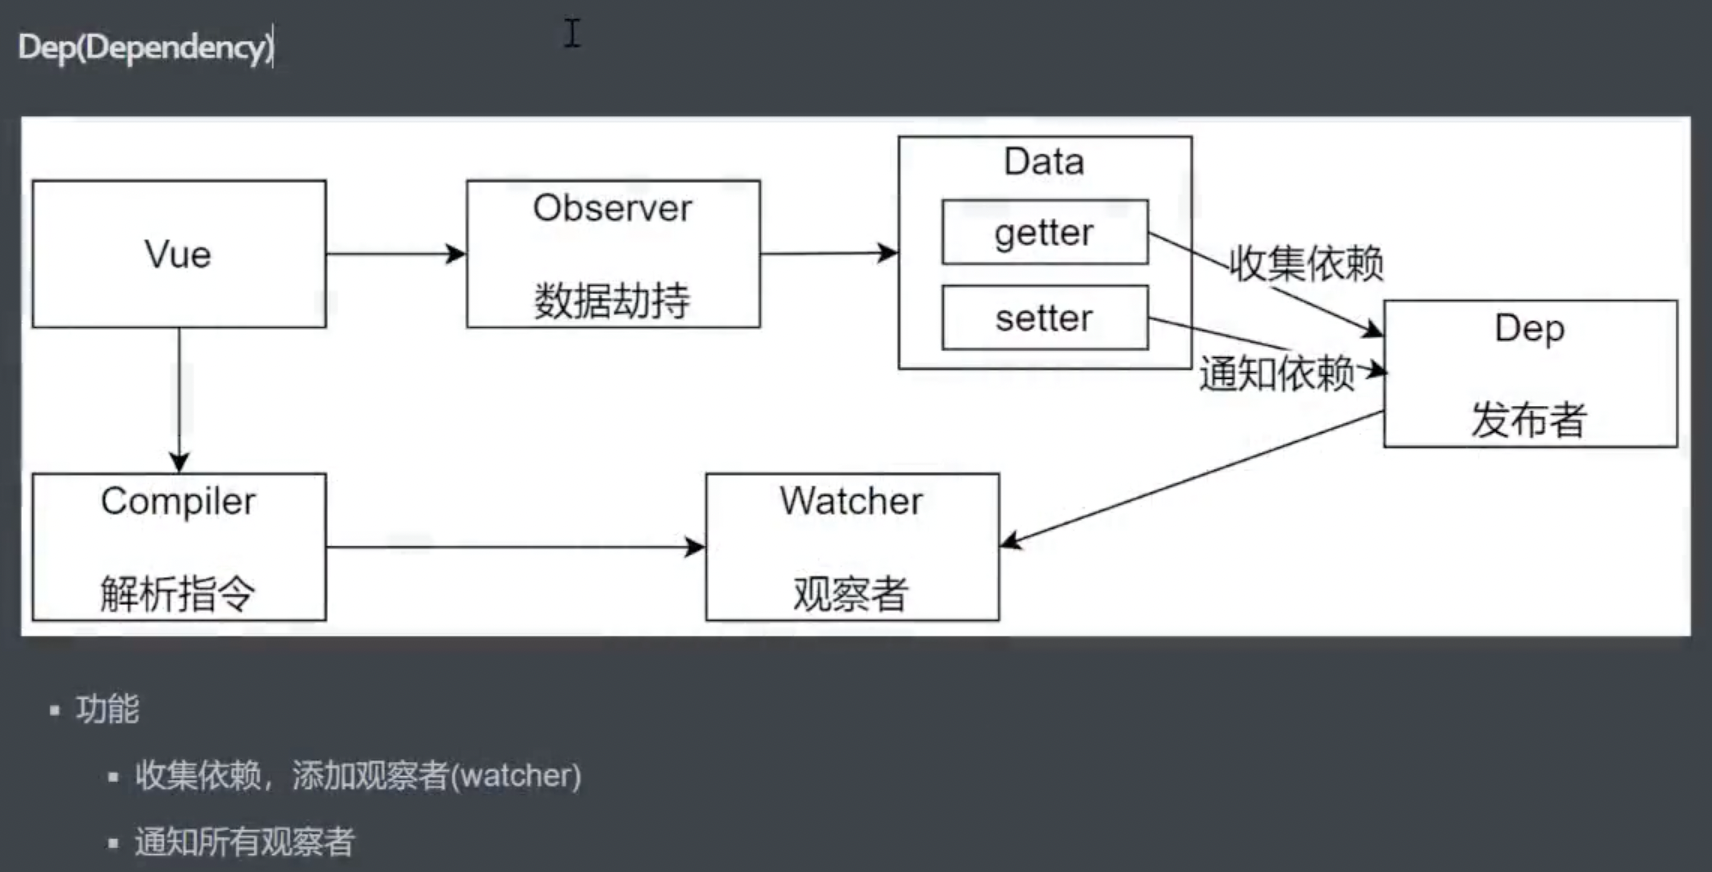 Dep(Dependency)
Vue
Observer
数据劫持
Data
getter
setter
收集依赖
通知依赖
Dep
发布者
Compiler
解析指令
Watcher
观察者
功能
收集依赖，添加观察者(watcher)
通知所有观察者